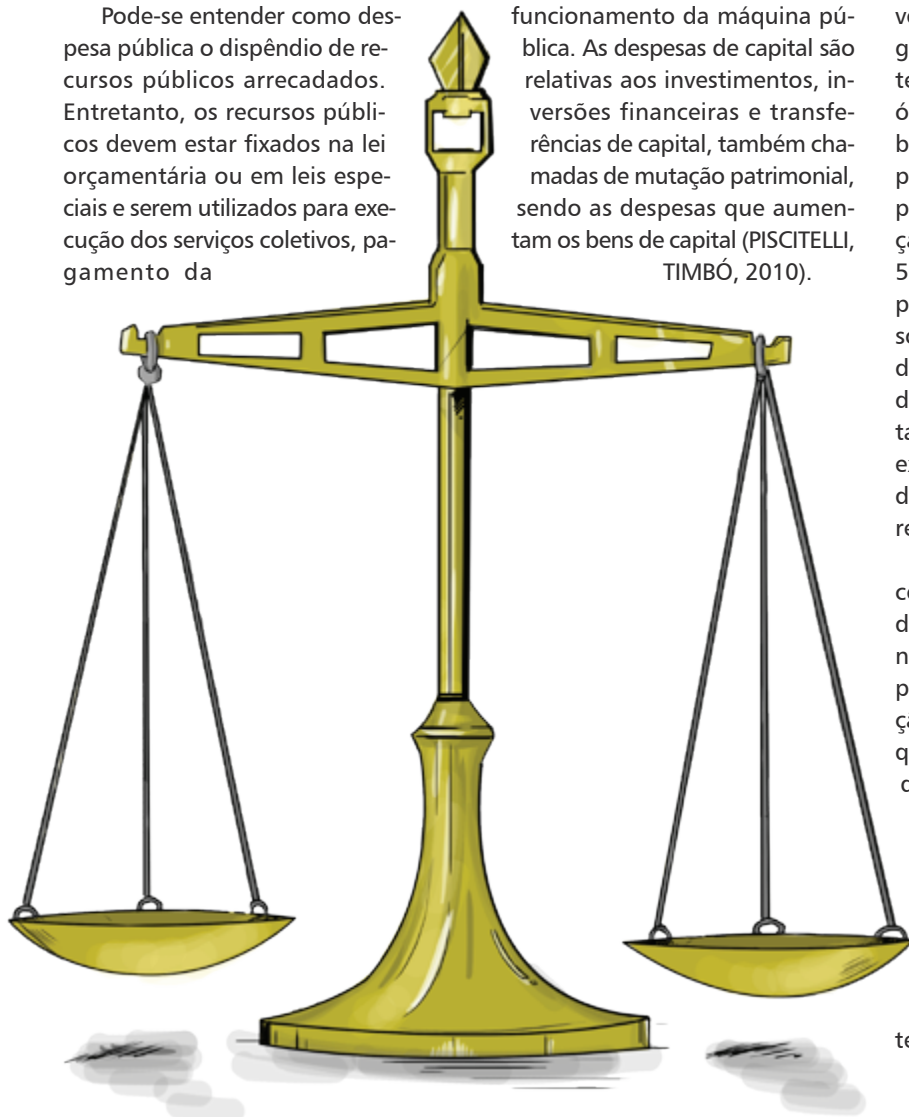 Pode-se entender como des-
pesa pública o dispêndio de re-
cursos públicos arrecadados.
Entretanto, os recursos públi-
cos devem estar fixados na lei
orçamentária ou em leis espe-
ciais e serem utilizados para exe-
cução dos serviços coletivos, pa-
gamento da
funcionamento da máquina pú-
blica. As despesas de capital são
relativas aos investimentos, in-
versões financeiras e transfe-
rências de capital, também cha-
madas de mutação patrimonial,
sendo as despesas que aumen-
tam os bens de capital (PISCITELLI,
TIMBÓ, 2010).